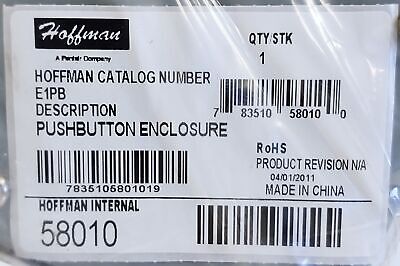 Hoffman
A Pentair Company
QTY/STK
1
HOFFMAN CATALOG NUMBER
E1PB
DESCRIPTION
PUSHBUTTON ENCLOSURE
7 83510 58010 0
7835105801019
RoHS
PRODUCT REVISION N/A
04/01/2011
MADE IN CHINA
HOFFMAN INTERNAL
58010